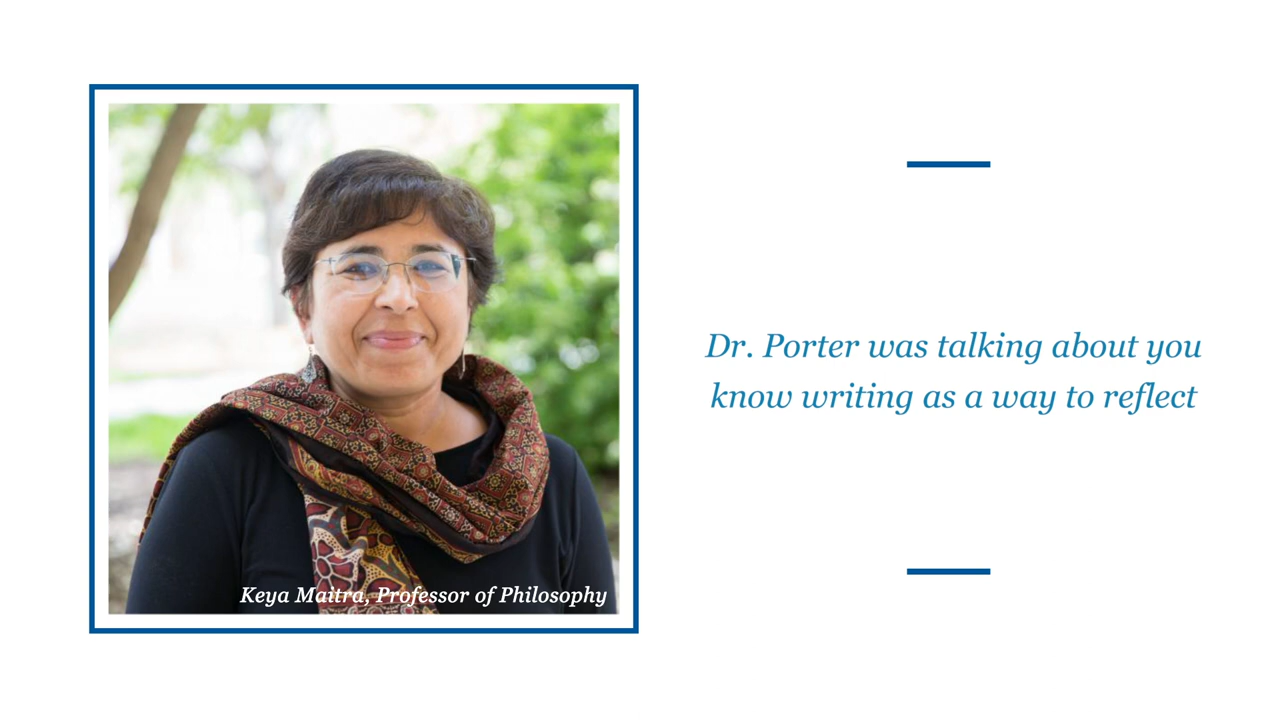 Keya Maitra, Professor of Philosophy
Dr. Porter was talking about you
know writing as a way to reflect